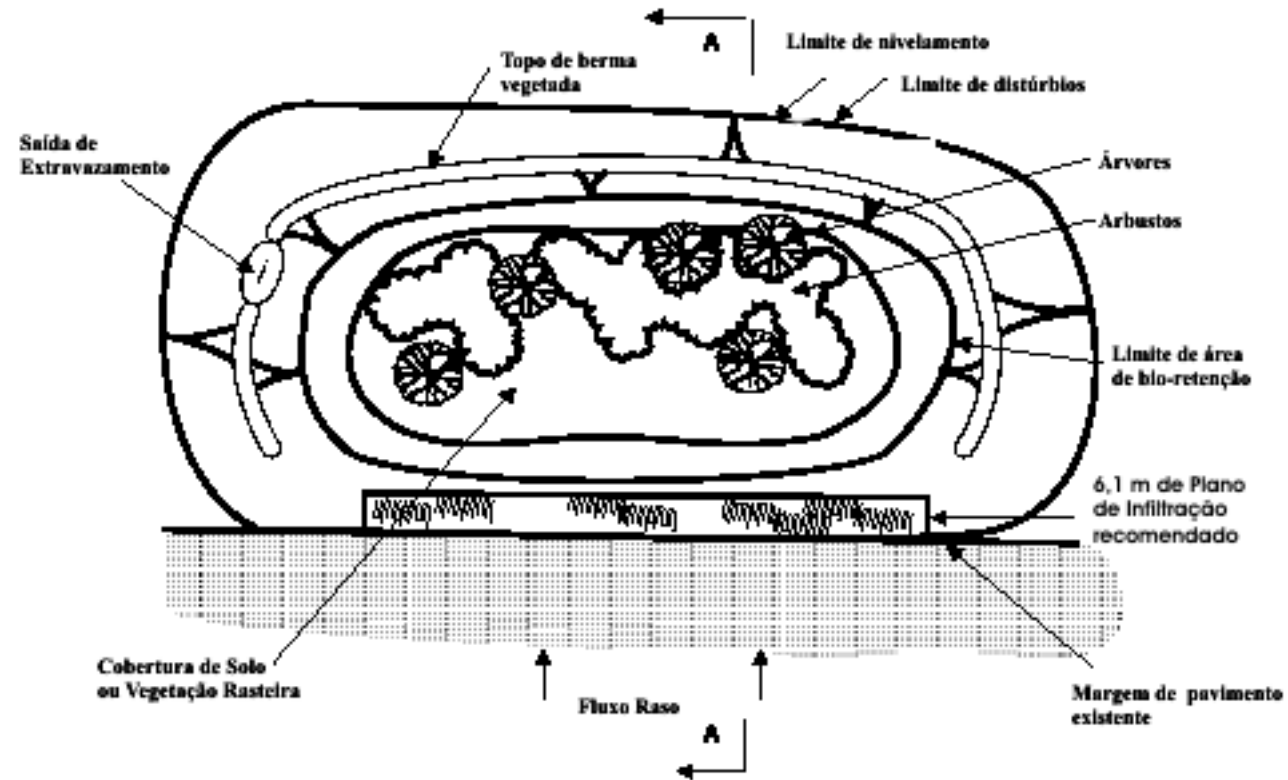 A
Limite de nivelamento
Topo de berma
vegetada
Limite de distúrbios
Saída de
Extravazamento
Árvores
Arbustos
Limite de área
de bio-retenção
6,1 m de Plano
de Infiltração
recomendado
Cobertura de Solo
ou Vegetação Rasteira
Fluxo Raso
Margem de pavimento
existente
A